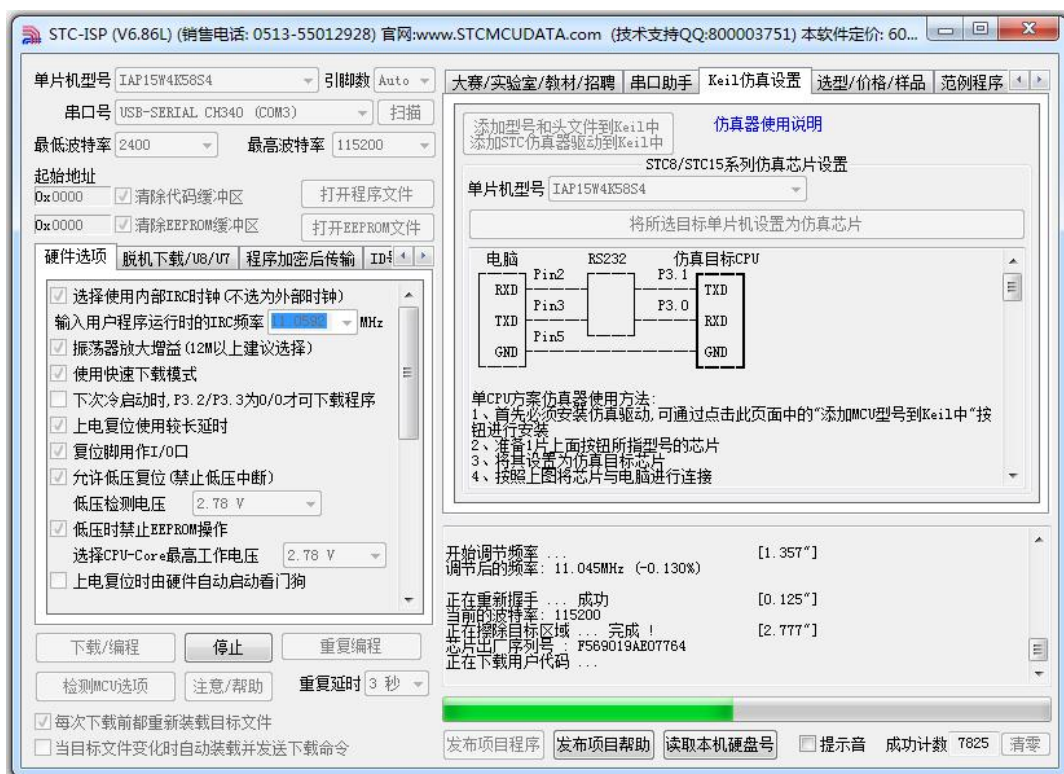 STC-ISP (V6.86L) (销售电话: 0513-55012928) 官网:www.STCMCUDATA.com (技术支持QQ:800003751) 本软件定价: 60...
单片机型号 IAP15W4K58S4 引脚数 Auto
串口号 USB-SERIAL CH340 (COM3) 扫描
最低波特率 2400 最高波特率 115200
起始地址
0x0000 清除代码缓冲区 打开程序文件
0x0000 清除EEPROM缓冲区 打开EEPROM文件
硬件选项 脱机下载/U8/U7 程序加密后传输
选择使用内部IRC时钟(不选为外部时钟)
输入用户程序运行时的IRC频率 11.0592 MHz
振荡器放大增益(12M以上建议选择)
使用快速下载模式
下次冷启动时,P3.2/P3.3为0/0才可下载程序
上电复位使用较长延时
复位脚用作I/O口
允许低压复位(禁止低压中断)
低压检测电压 2.78 V
低压时禁止EEPROM操作
选择CPU-Core最高工作电压 2.78 V
上电复位时由硬件自动启动看门狗
下载/编程 停止 重复编程
检测MCU选项 注意/帮助 重复延时 3 秒
每次下载前都重新装载目标文件
当目标文件变化时自动装载并发送下载命令
大赛/实验室/教材/招聘 串口助手 Keil仿真设置 选型/价格/样品 范例程序
添加型号和头文件到Keil中
添加STC仿真器驱动到Keil中
仿真器使用说明
STC8/STC15系列仿真芯片设置
单片机型号 IAP15W4K58S4
将所选目标单片机设置为仿真芯片
电脑 RS232 仿真目标CPU
RXD Pin2 P3.1 TXD
TXD Pin3 P3.0 RXD
GND Pin5 GND
单CPU方案仿真器使用方法:
1、首先必须安装仿真驱动,可通过点击此页面中的“添加MCU型号到Keil中”按
钮进行安装
2、准备1片上面按钮所指型号的芯片
3、将其设置为仿真目标芯片
4、按照上图将芯片与电脑进行连接
开始调节频率 ... [1.357"]
调节后的频率: 11.045MHz (-0.130%)
正在重新握手 ... 成功 [0.125"]
当前的波特率: 115200
正在擦除目标区域 ... 完成 ! [2.777"]
芯片出厂序列号 : F569019AE07764
正在下载用户代码 ...
发布项目程序 发布项目帮助 读取本机硬盘号 提示音 成功计数 7825 清零